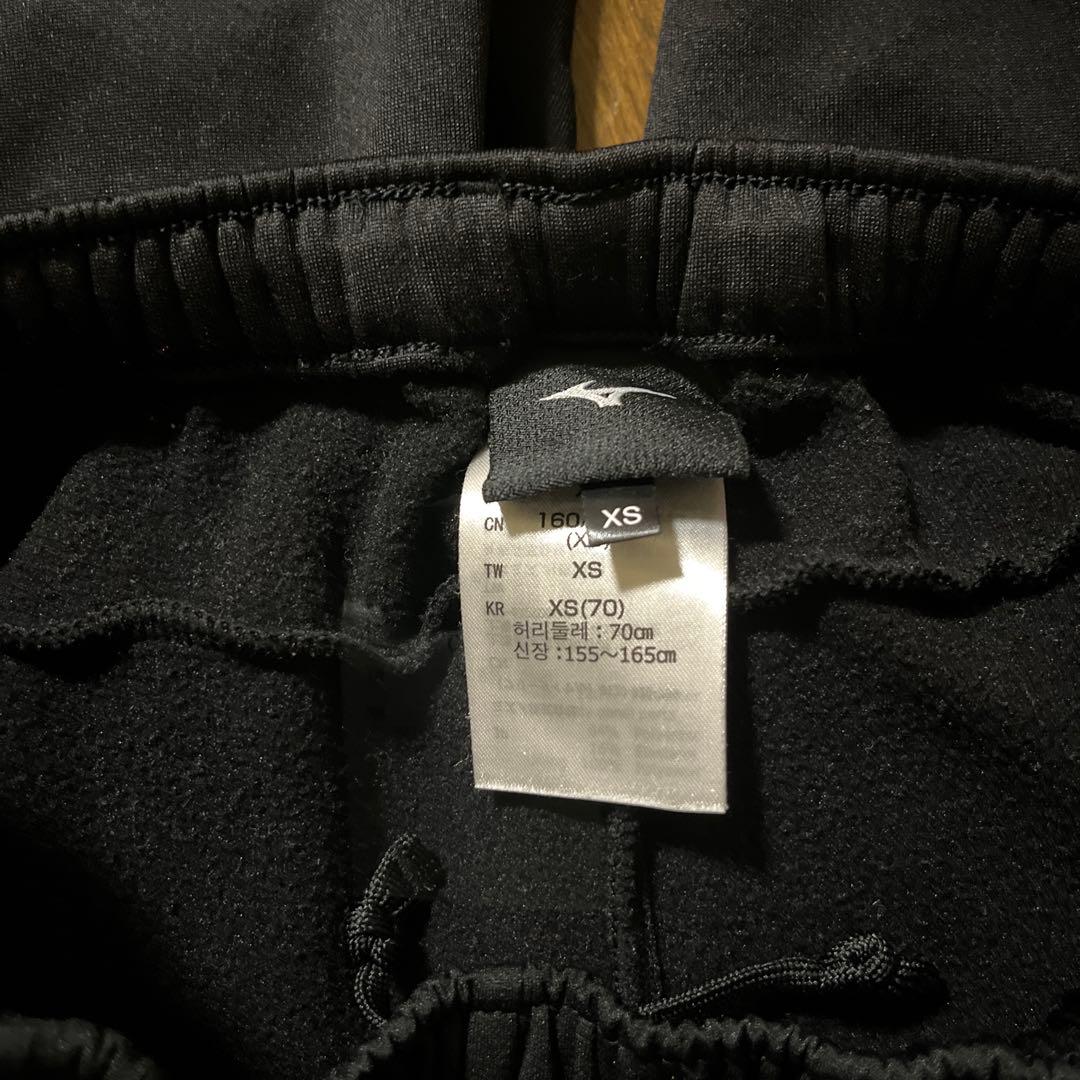 XS
CN 160/
(X
TW XS
KR XS(70)
허리둘레 : 70㎝
신장 : 155~165㎝